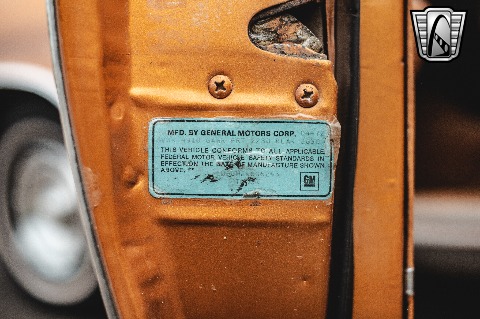 MFD. BY GENERAL MOTORS CORP.
THIS VEHICLE CONFORMS TO ALL APPLICABLE
FEDERAL MOTOR VEHICLE SAFETY STANDARDS IN
EFFECT ON THE DATE OF MANUFACTURE SHOWN
ABOVE.
GM